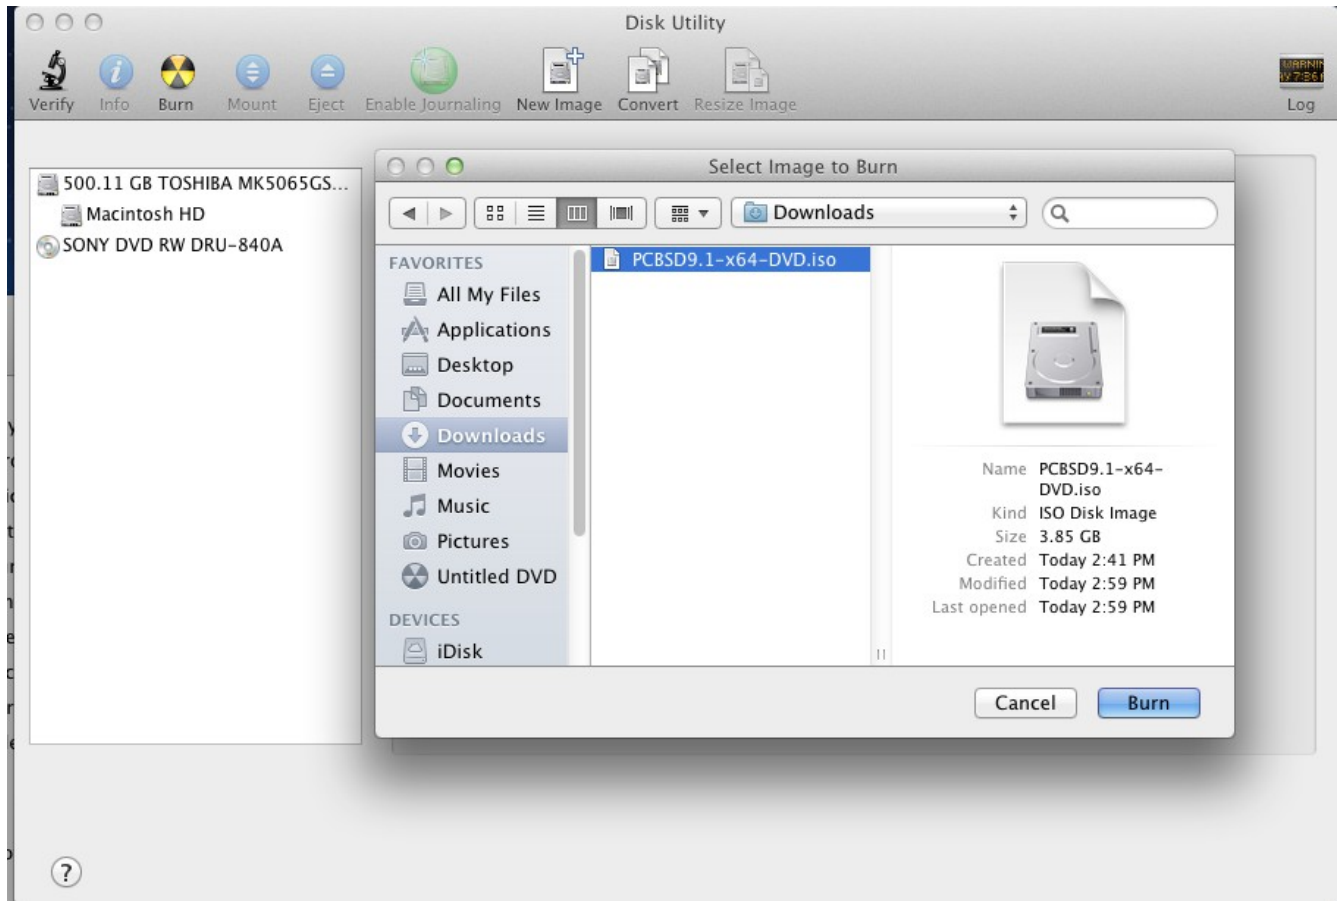 Disk Utility
Verify Info Burn Mount Eject Enable Journaling New Image Convert Resize Image Log
500.11 GB TOSHIBA MK5065GS...
Macintosh HD
SONY DVD RW DRU-840A
Select Image to Burn
Downloads
FAVORITES
All My Files
Applications
Desktop
Documents
Downloads
Movies
Music
Pictures
Untitled DVD
DEVICES
iDisk
PCBSD9.1-x64-DVD.iso
Name PCBSD9.1-x64-
DVD.iso
Kind ISO Disk Image
Size 3.85 GB
Created Today 2:41 PM
Modified Today 2:59 PM
Last opened Today 2:59 PM
Cancel Burn
?